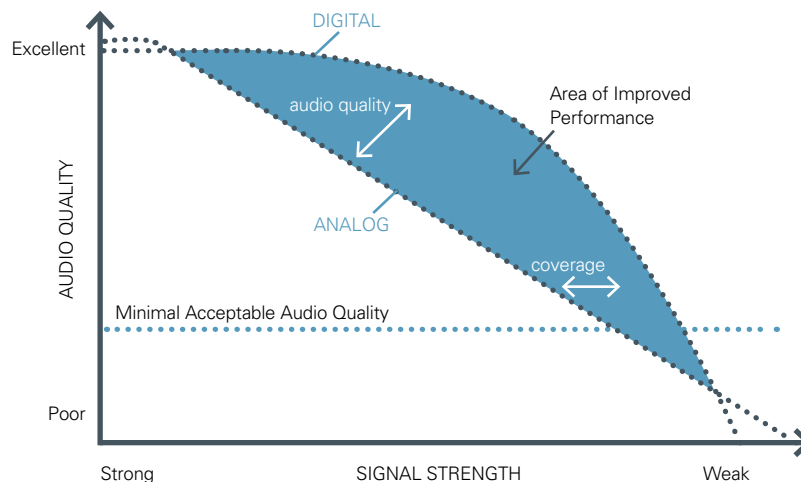 DIGITAL
Excellent
audio quality
Area of Improved
Performance
ANALOG
AUDIO QUALITY
coverage
Minimal Acceptable Audio Quality
Poor
Strong
SIGNAL STRENGTH
Weak